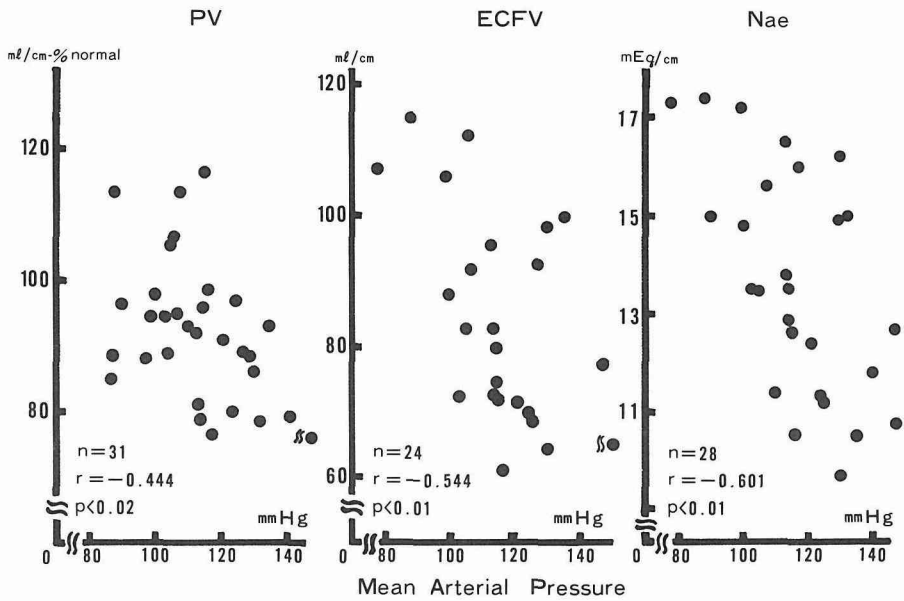 PV
mℓ/cm-% normal
120
100
80
n=31
r=−0.444
p<0.02
mmHg
0
80 100 120 140
ECFV
mℓ/cm
120
100
80
60
n=24
r=−0.544
p<0.01
mmHg
0
80 100 120 140
Nae
mEq/cm
17
15
13
11
n=28
r=−0.601
p<0.01
mmHg
0
80 100 120 140
Mean Arterial Pressure